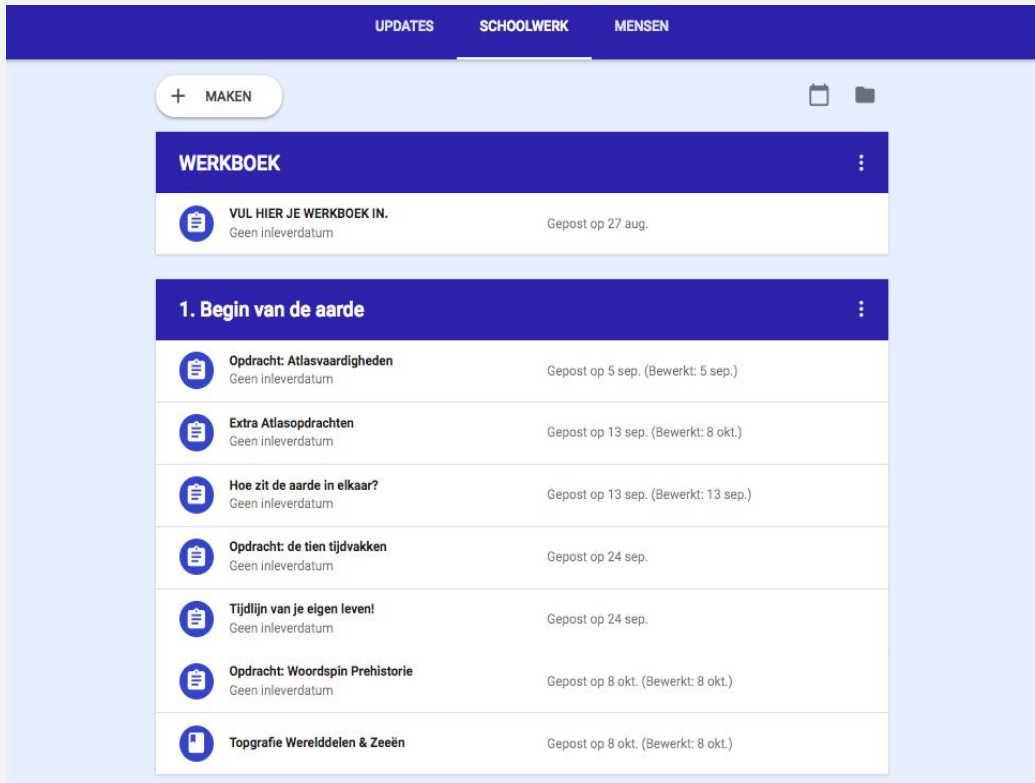 UPDATES SCHOOLWERK MENSEN
MAKEN
WERKBOEK
VUL HIER JE WERKBOEK IN.
Geen inleverdatum
Gepost op 27 aug.
1. Begin van de aarde
Opdracht: Atlasvaardigheden
Geen inleverdatum
Gepost op 5 sep. (Bewerkt: 5 sep.)
Extra Atlasopdrachten
Geen inleverdatum
Gepost op 13 sep. (Bewerkt: 8 okt.)
Hoe zit de aarde in elkaar?
Geen inleverdatum
Gepost op 13 sep. (Bewerkt: 13 sep.)
Opdracht: de tien tijdvakken
Geen inleverdatum
Gepost op 24 sep.
Tijdlijn van je eigen leven!
Geen inleverdatum
Gepost op 24 sep.
Opdracht: Woordspin Prehistorie
Geen inleverdatum
Gepost op 8 okt. (Bewerkt: 8 okt.)
Topgrafie Werelddelen & Zeeën
Gepost op 8 okt. (Bewerkt: 8 okt.)